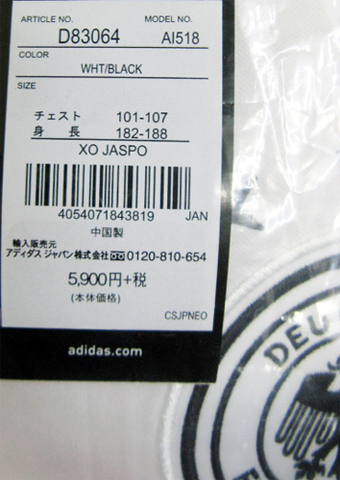 ARTICLE NO. MODEL NO.
D83064 AI518
COLOR
WHT/BLACK
SIZE
チェスト 101-107
身長 182-188
XO JASPO
4054071843819 JAN
中国製
輸入販売元
アディダス ジャパン株式会社 0120-810-654
5,900円+税
(本体価格)
CSJPNEO
adidas.com
DEU